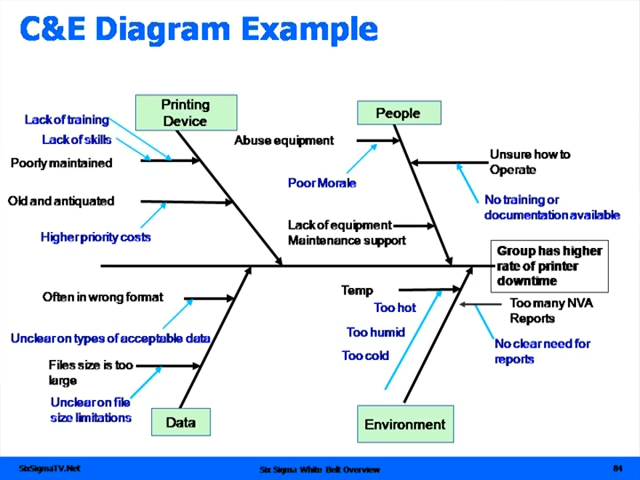 C&E Diagram Example
Printing
Device
People
Lack of training
Lack of skills
Poorly maintained
Old and antiquated
Higher priority costs
Abuse equipment
Poor Morale
Lack of equipment
Maintenance support
Unsure how to
Operate
No training or
documentation available
Group has higher
rate of printer
downtime
Often in wrong format
Unclear on types of acceptable data
Files size is too
large
Unclear on file
size limitations
Data
Temp
Too hot
Too humid
Too cold
Too many NVA
Reports
No clear need for
reports
Environment
SixSigmaTV.Net
Six Sigma White Belt Overview
84